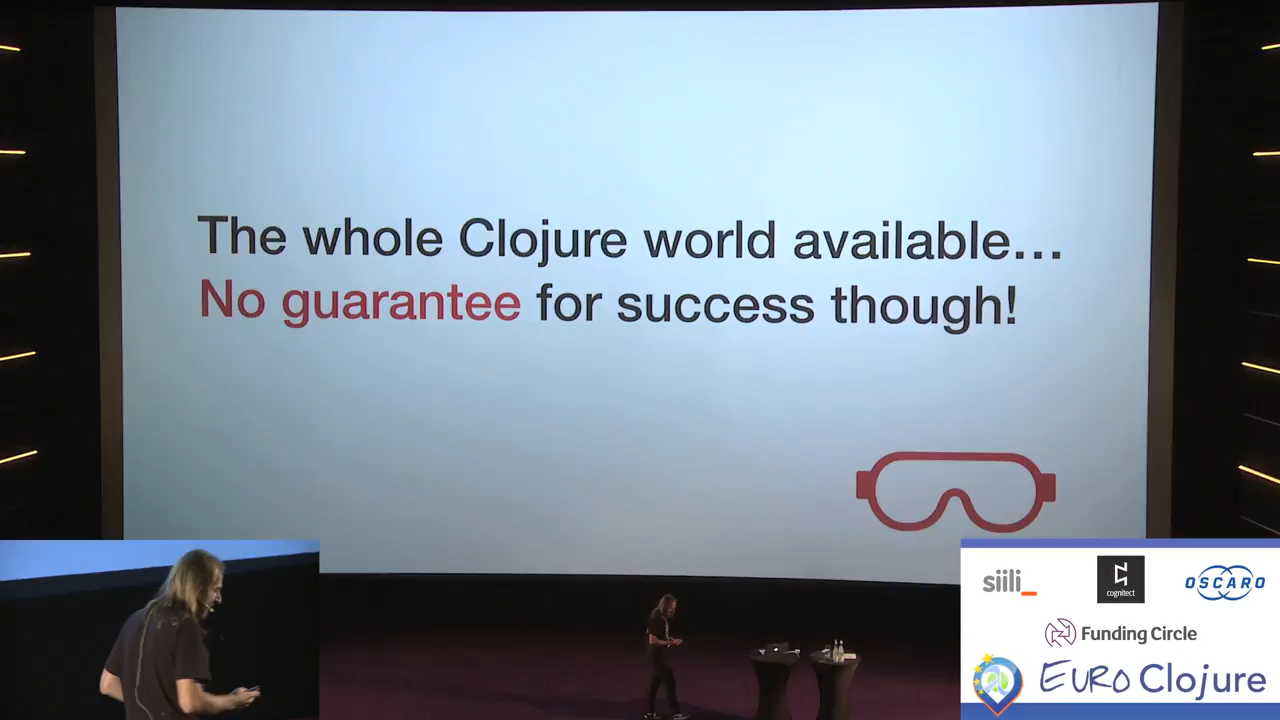 The whole Clojure world available...
No guarantee for success though!
siili_
cognitect
OSCARO
Funding Circle
EURO Clojure